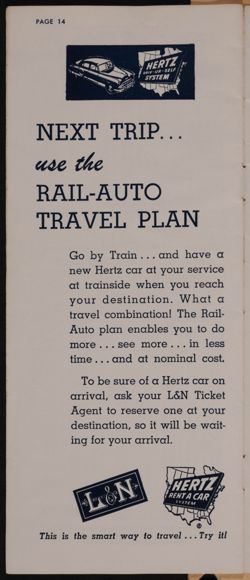 PAGE 14
HERTZ
DRIV-UR-SELF
SYSTEM
NEXT TRIP...
use the
RAIL-AUTO
TRAVEL PLAN
Go by Train...and have a
new Hertz car at your service
at trainside when you reach
your destination. What a
travel combination! The Rail-
Auto plan enables you to do
more...see more...in less
time...and at nominal cost.
To be sure of a Hertz car on
arrival, ask your L&N Ticket
Agent to reserve one at your
destination, so it will be wait-
ing for your arrival.
L&N
HERTZ
RENT A CAR
SYSTEM
®
This is the smart way to travel...Try it!